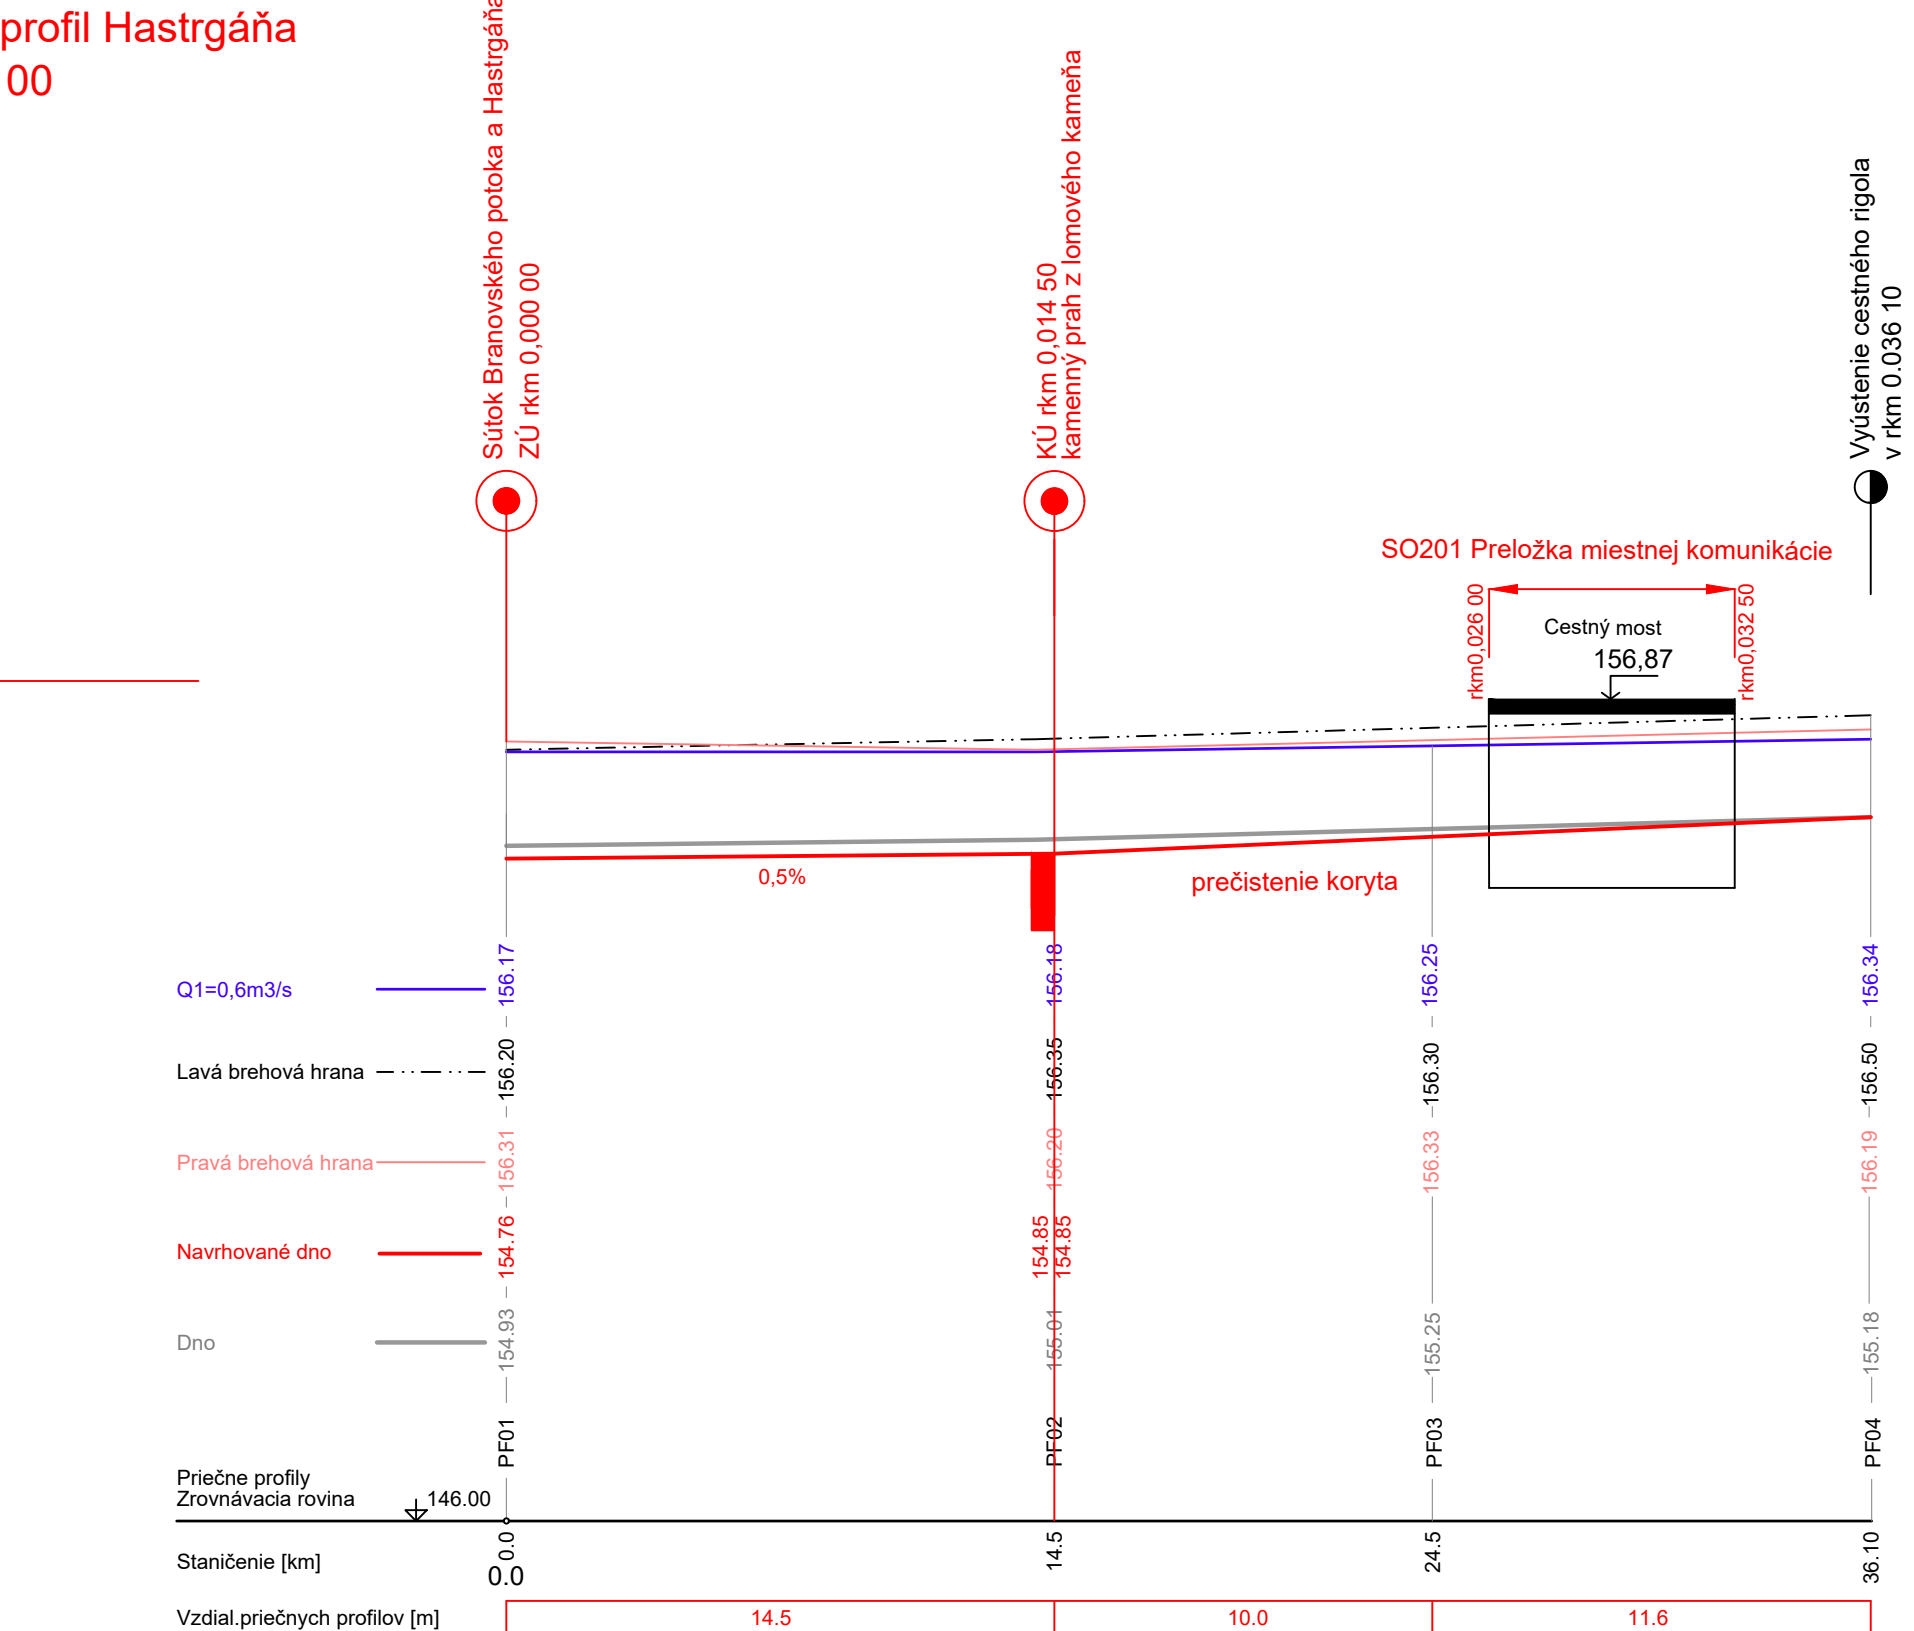 profil Hastrgáňa
00
Sútok Branovského potoka a Hastrgáňa
ZÚ rkm 0,000 00
KÚ rkm 0,014 50
kamenný prah z lomového kameňa
Vyústenie cestného rigola
v rkm 0.036 10
SO201 Preložka miestnej komunikácie
rkm0,026 00
rkm0,032 50
Cestný most
156,87
0,5%
prečistenie koryta
Q1=0,6m3/s
156.17
156.18
156.25
156.34
Lavá brehová hrana
156.20
156.35
156.30
156.50
Pravá brehová hrana
156.31
156.20
156.33
156.19
Navrhované dno
154.76
154.85
154.85
Dno
154.93
155.01
155.25
155.18
PF01
PF02
PF03
PF04
Priečne profily
Zrovnávacia rovina
146.00
Staničenie [km]
0.0
0.0
14.5
24.5
36.10
Vzdial.priečnych profilov [m]
14.5
10.0
11.6